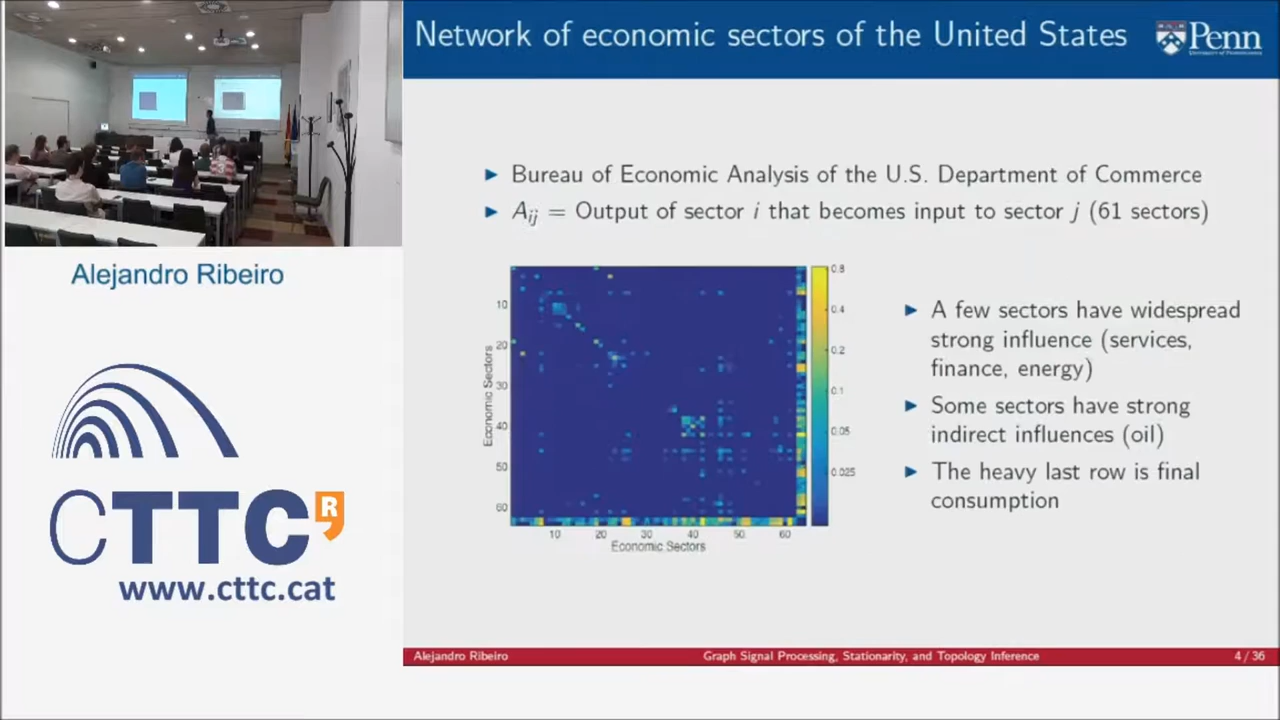 Network of economic sectors of the United States
Penn
UNIVERSITY OF PENNSYLVANIA
Bureau of Economic Analysis of the U.S. Department of Commerce
A_ij = Output of sector i that becomes input to sector j (61 sectors)
Economic Sectors
10
20
30
40
50
60
10
20
30
40
50
60
Economic Sectors
0.8
0.4
0.2
0.1
0.05
0.025
A few sectors have widespread
strong influence (services,
finance, energy)
Some sectors have strong
indirect influences (oil)
The heavy last row is final
consumption
Alejandro Ribeiro
CTTC R
www.cttc.cat
Alejandro Ribeiro
Graph Signal Processing, Stationarity, and Topology Inference
4 / 36